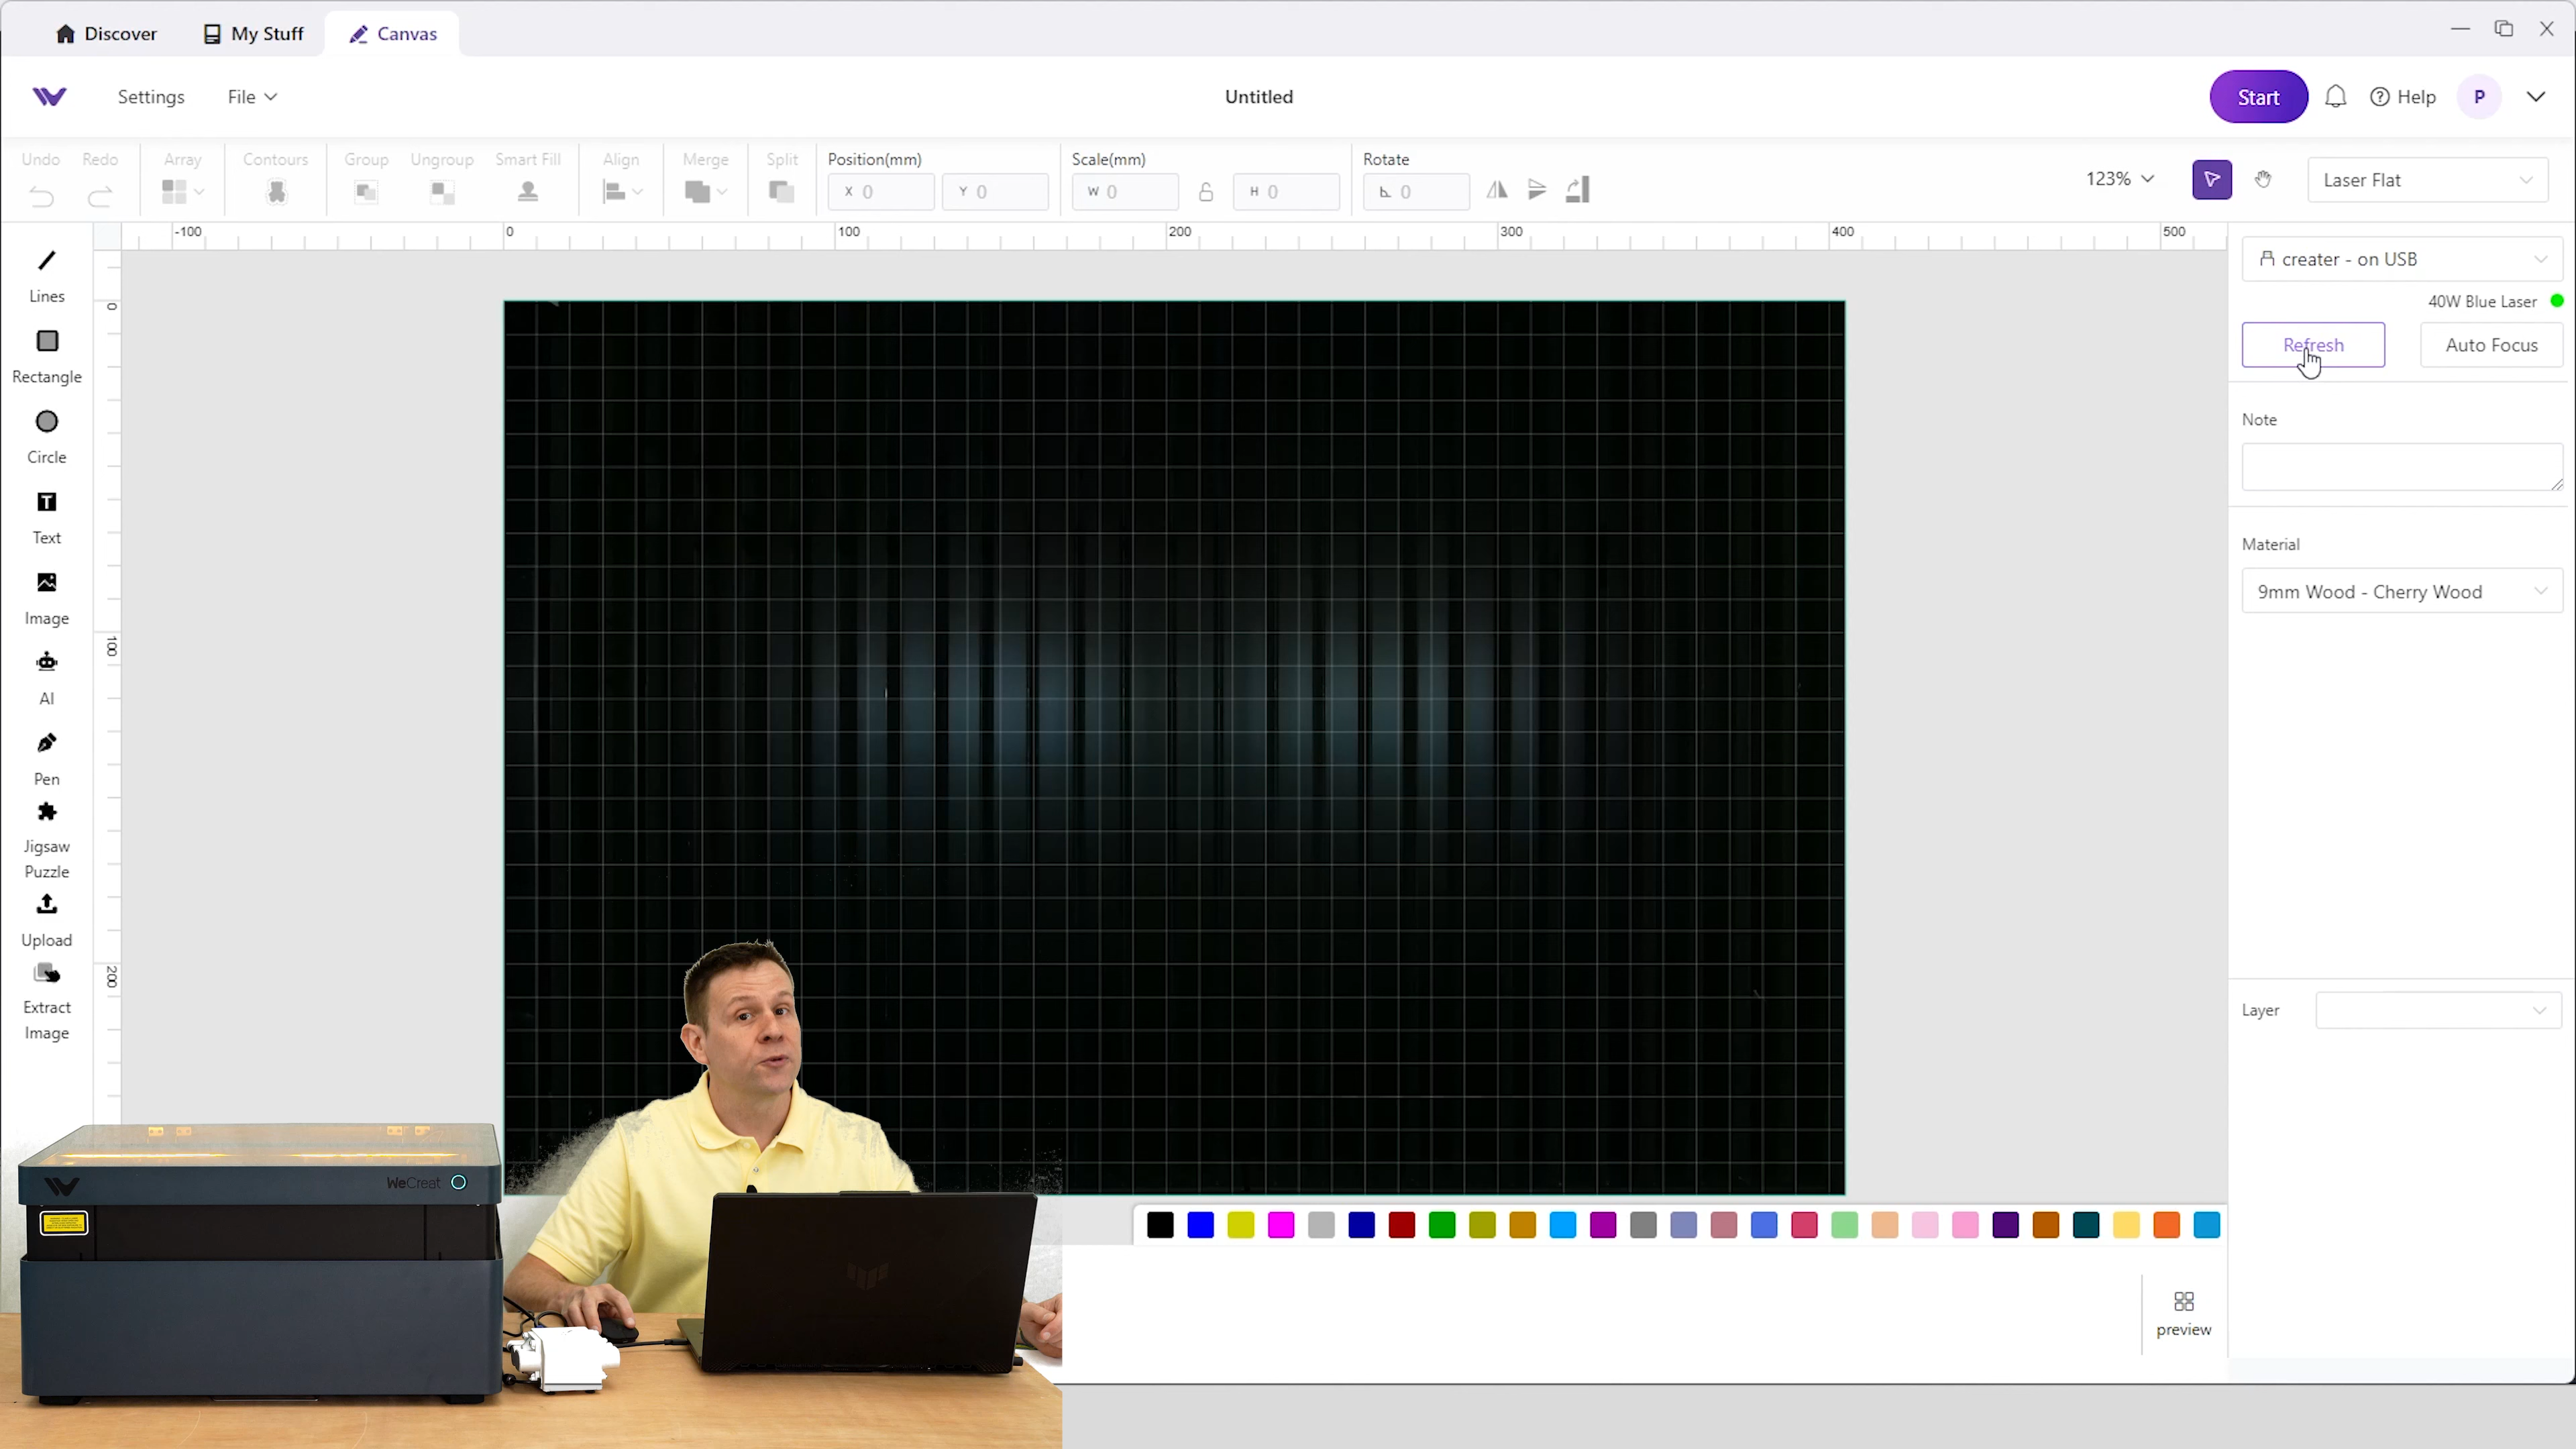 Discover
My Stuff
Canvas
Settings
File
Untitled
Start
Help
P
Undo
Redo
Array
Contours
Group
Ungroup
Smart Fill
Align
Merge
Split
Position(mm)
X 0
Y 0
Scale(mm)
W 0
H 0
Rotate
0
123%
Laser Flat
-100
0
100
200
300
400
500
0
100
200
Lines
Rectangle
Circle
Text
Image
AI
Pen
Jigsaw
Puzzle
Upload
Extract
Image
creater - on USB
40W Blue Laser
Refresh
Auto Focus
Note
Material
9mm Wood - Cherry Wood
Layer
preview
WeCreat